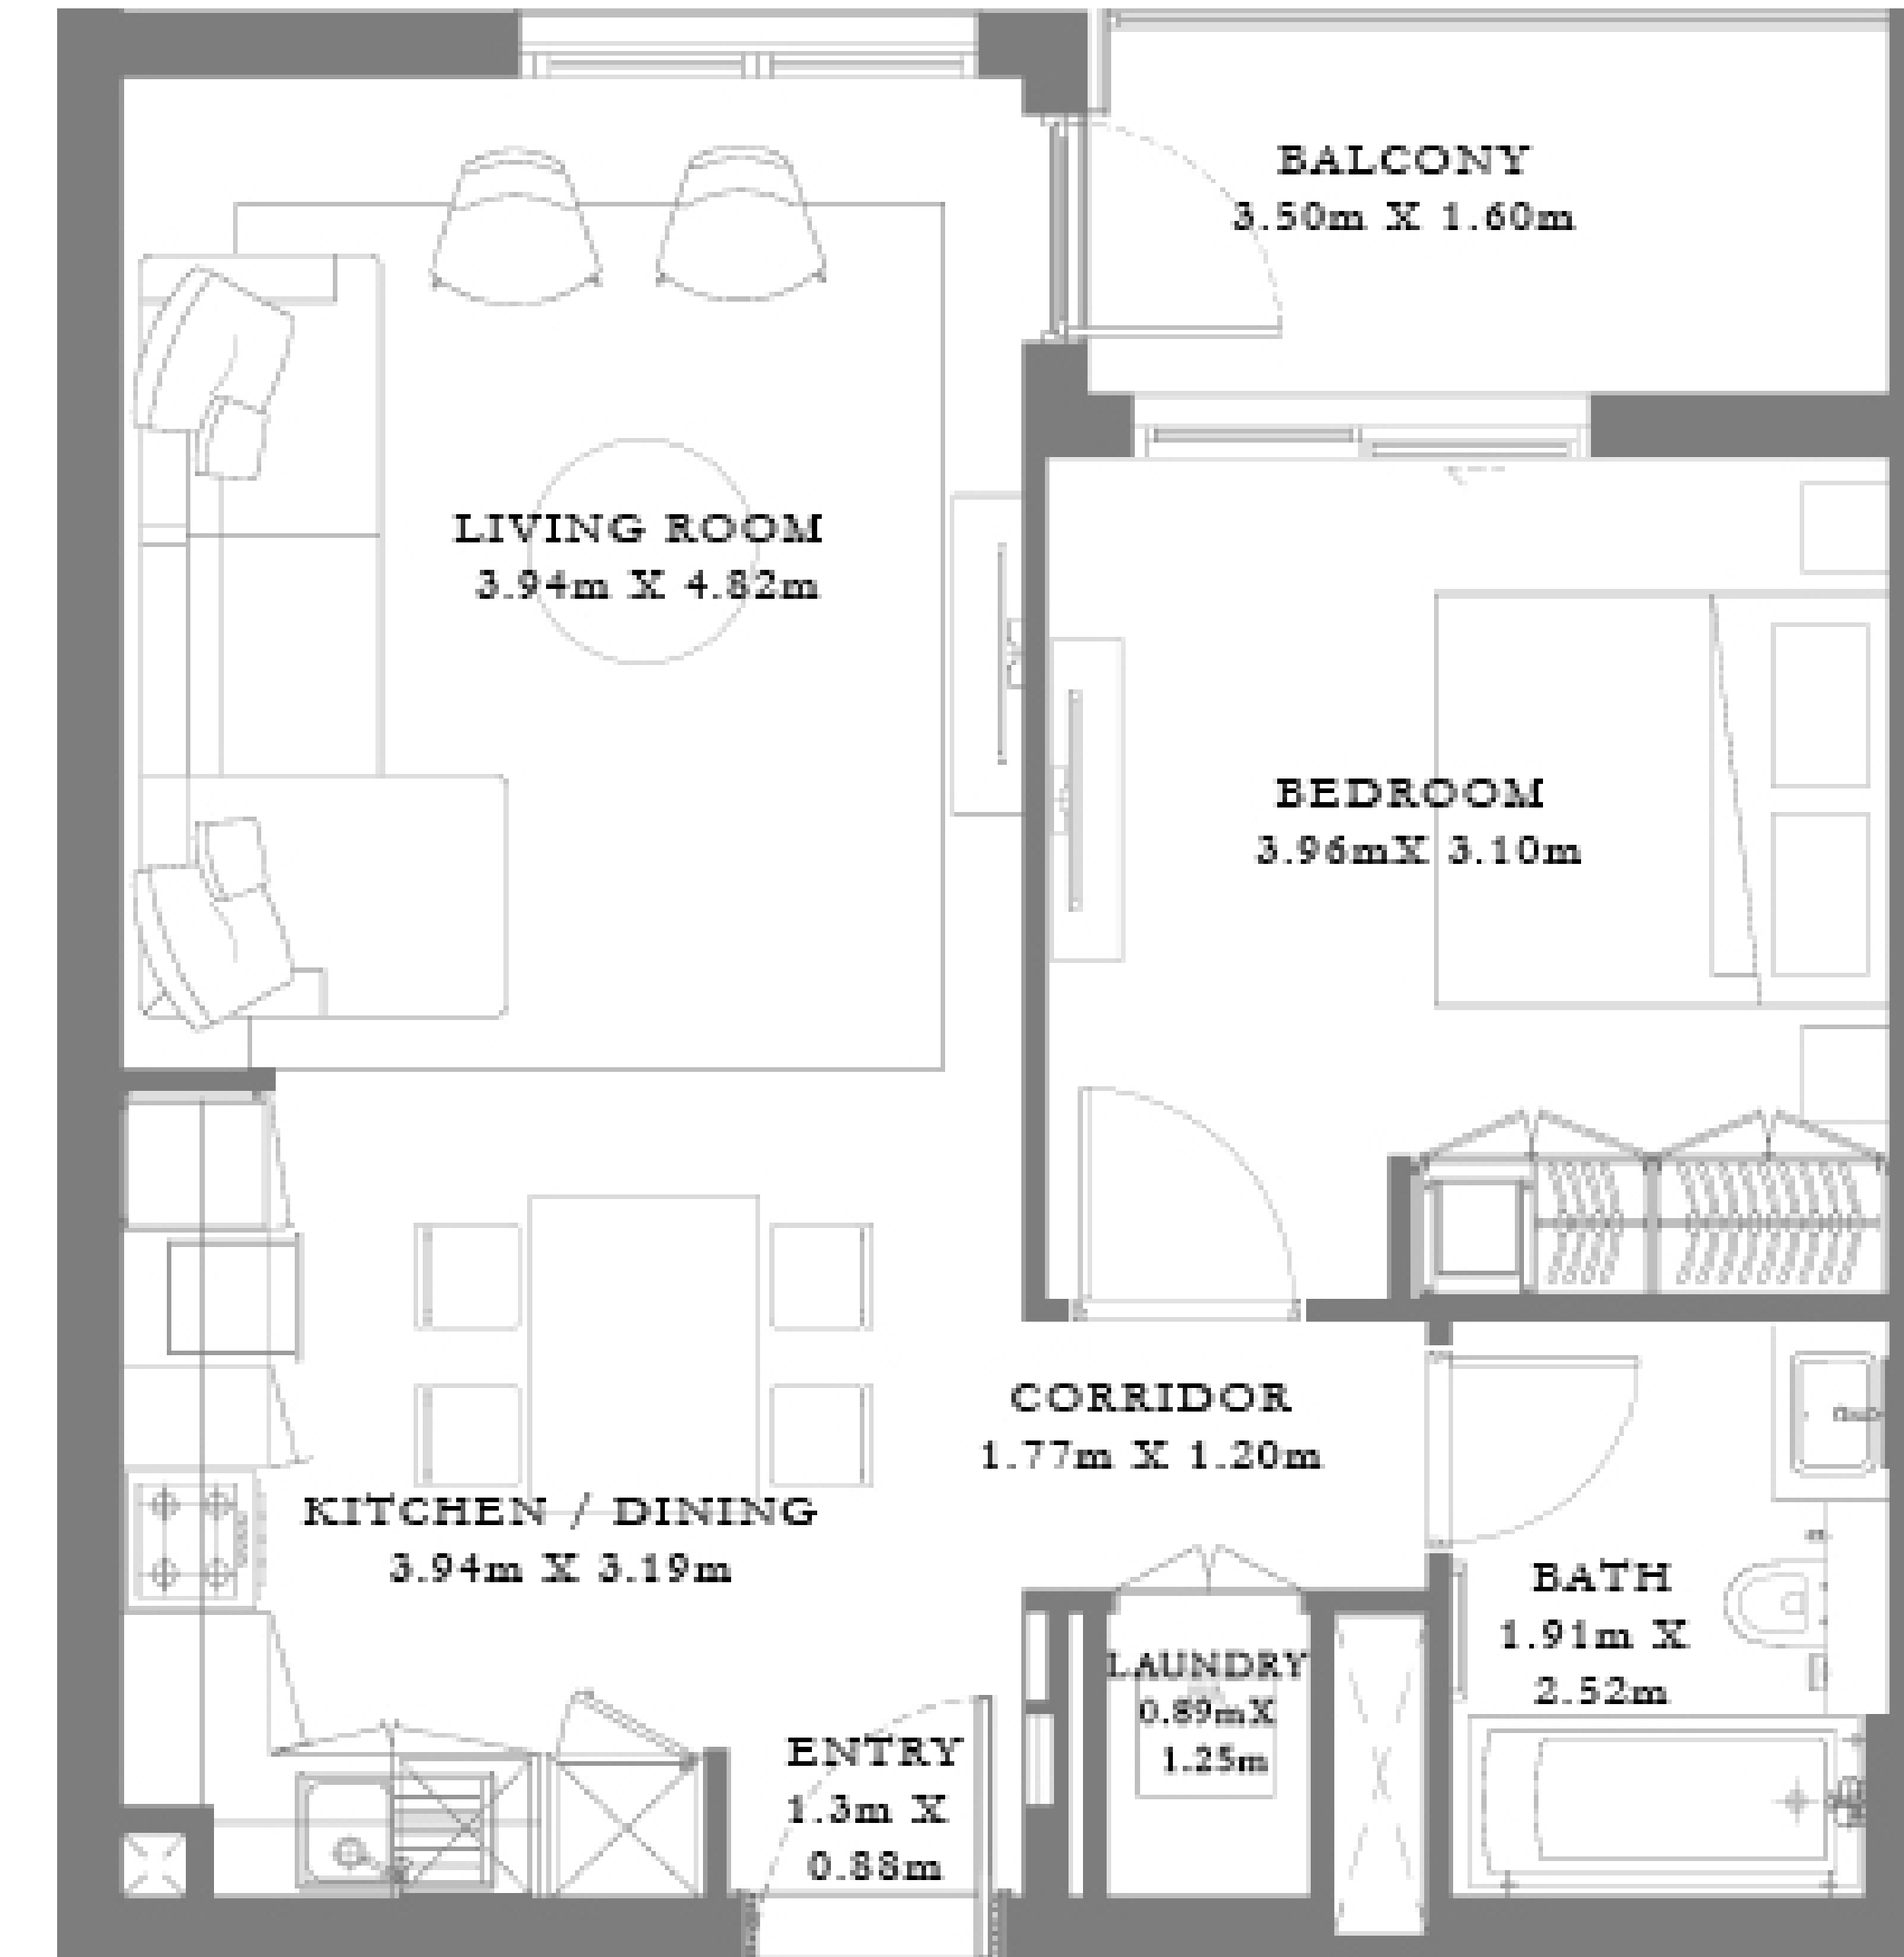 BALCONY
3.50m X 1.60m
LIVING ROOM
3.94m X 4.82m
BEDROOM
3.96mX 3.10m
CORRIDOR
1.77m X 1.20m
KITCHEN / DINING
3.94m X 3.19m
BATH
1.91m X
2.52m
LAUNDRY
0.89mX
1.25m
ENTRY
1.3m X
0.88m